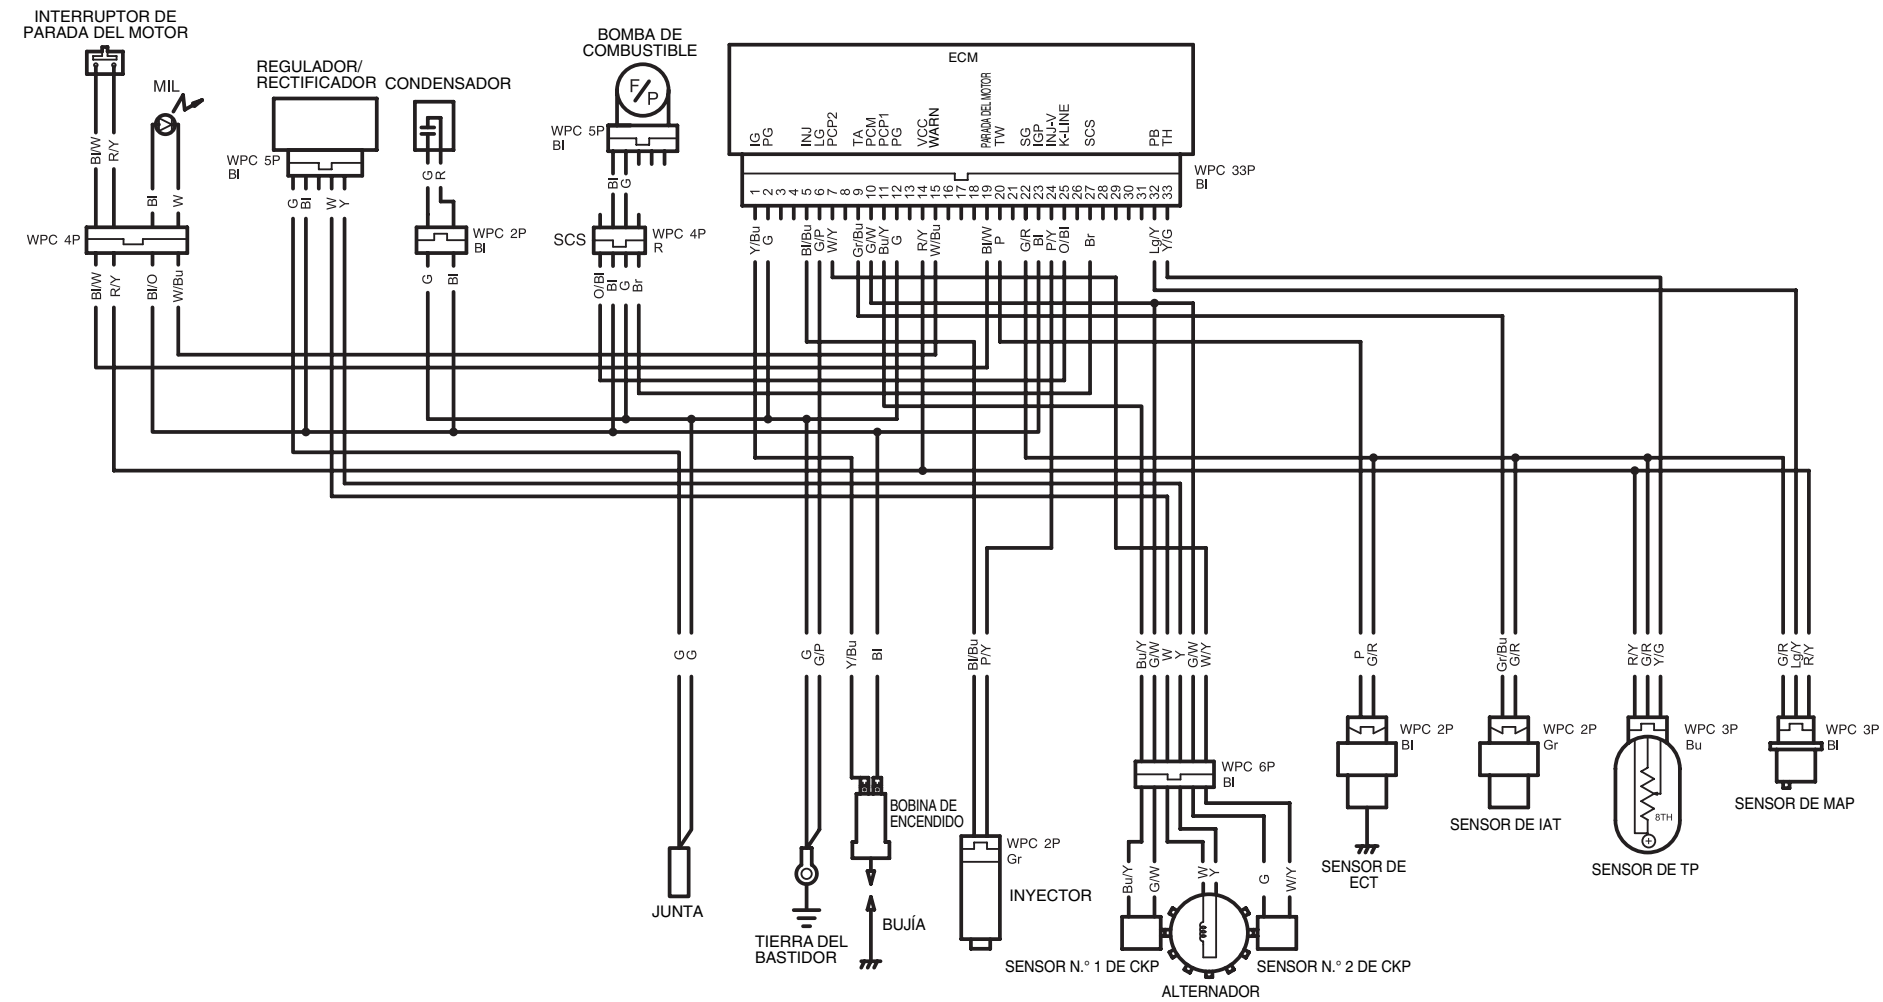 INTERRUPTOR DE
PARADA DEL MOTOR
MIL
REGULADOR/
RECTIFICADOR
CONDENSADOR
BOMBA DE
COMBUSTIBLE
F/P
ECM
IG
PG
INJ
LG
PCP2
TA
PCM
PCP1
PG
VCC
WARN
PARADA DEL MOTOR
TW
SG
IGP
INJ-V
K-LINE
SCS
PB
TH
1 2 3 4 5 6 7 8 9 10 11 12 13 14 15 16 17 18 19 20 21 22 23 24 25 26 27 28 29 30 31 32 33
WPC 33P
Bl
WPC 5P
Bl
WPC 5P
Bl
Bl/W
R/Y
Bl
W
G
Bl
W
Y
G
R
Bl
G
WPC 4P
WPC 2P
Bl
SCS
WPC 4P
R
Y/Bu
G
Bl/Bu
G/P
W/Y
Gr/Bu
G/W
Bu/Y
G
R/Y
W/Bu
Bl/W
P
G/R
Bl
P/Y
O/Bl
Br
Lg/Y
Y/G
Bl/W
R/Y
Bl/O
W/Bu
G
Bl
O/Bl
Bl
G
Br
G
G
G
G/P
Y/Bu
Bl
Bl/Bu
P/Y
Bu/Y
G/W
W
Y
G/W
W/Y
P
G/R
Gr/Bu
G/R
R/Y
G/R
Y/G
G/R
Lg/Y
R/Y
WPC 2P
Bl
WPC 2P
Gr
WPC 3P
Bu
WPC 3P
Bl
WPC 6P
Bl
BOBINA DE
ENCENDIDO
WPC 2P
Gr
8TH
SENSOR DE MAP
SENSOR DE IAT
SENSOR DE
ECT
SENSOR DE TP
Bu/Y
G/W
W
Y
G
W/Y
INYECTOR
JUNTA
BUJÍA
TIERRA DEL
BASTIDOR
SENSOR N.° 1 DE CKP
SENSOR N.° 2 DE CKP
ALTERNADOR